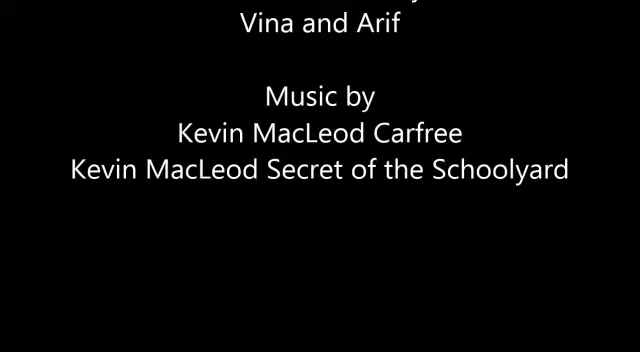 Vina and Arif
Music by
Kevin MacLeod Carfree
Kevin MacLeod Secret of the Schoolyard